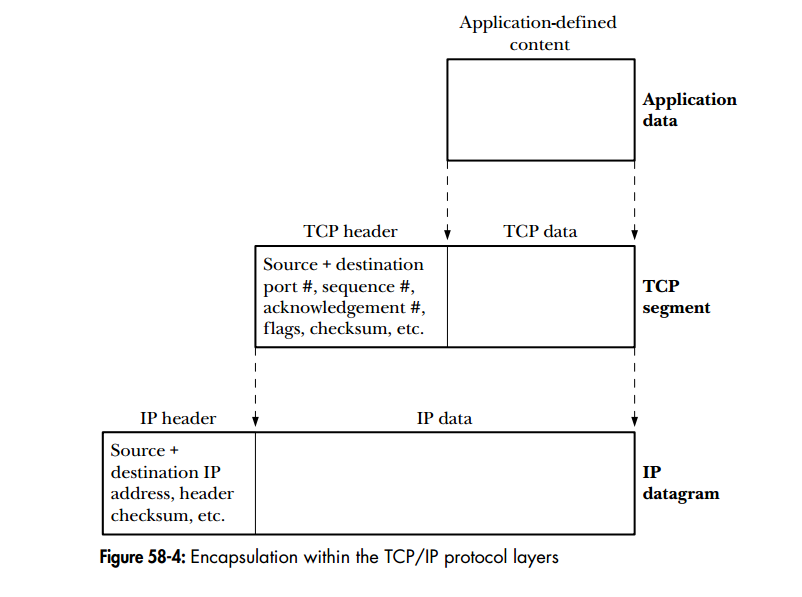 Application-defined
content
Application
data
TCP header
TCP data
Source + destination
port #, sequence #,
acknowledgement #,
flags, checksum, etc.
TCP
segment
IP header
IP data
Source +
destination IP
address, header
checksum, etc.
IP
datagram
Figure 58-4: Encapsulation within the TCP/IP protocol layers